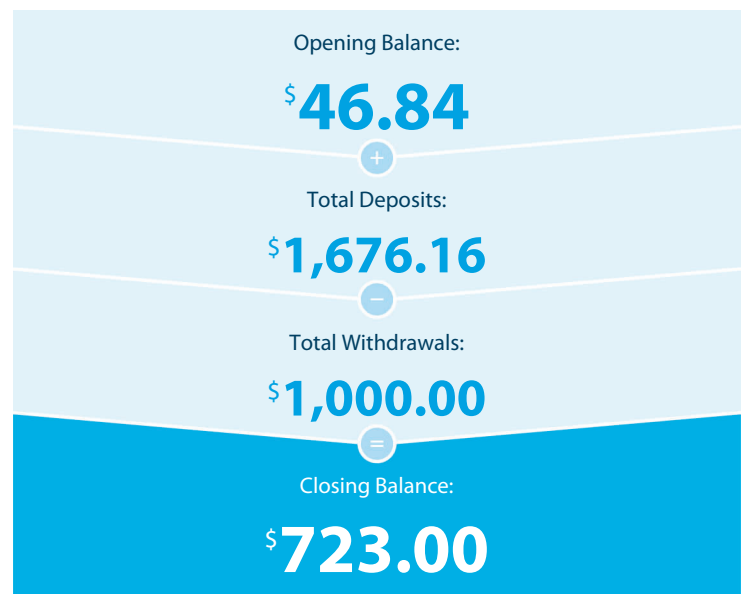 Opening Balance:
$46.84
+
Total Deposits:
$1,676.16
−
Total Withdrawals:
$1,000.00
=
Closing Balance:
$723.00